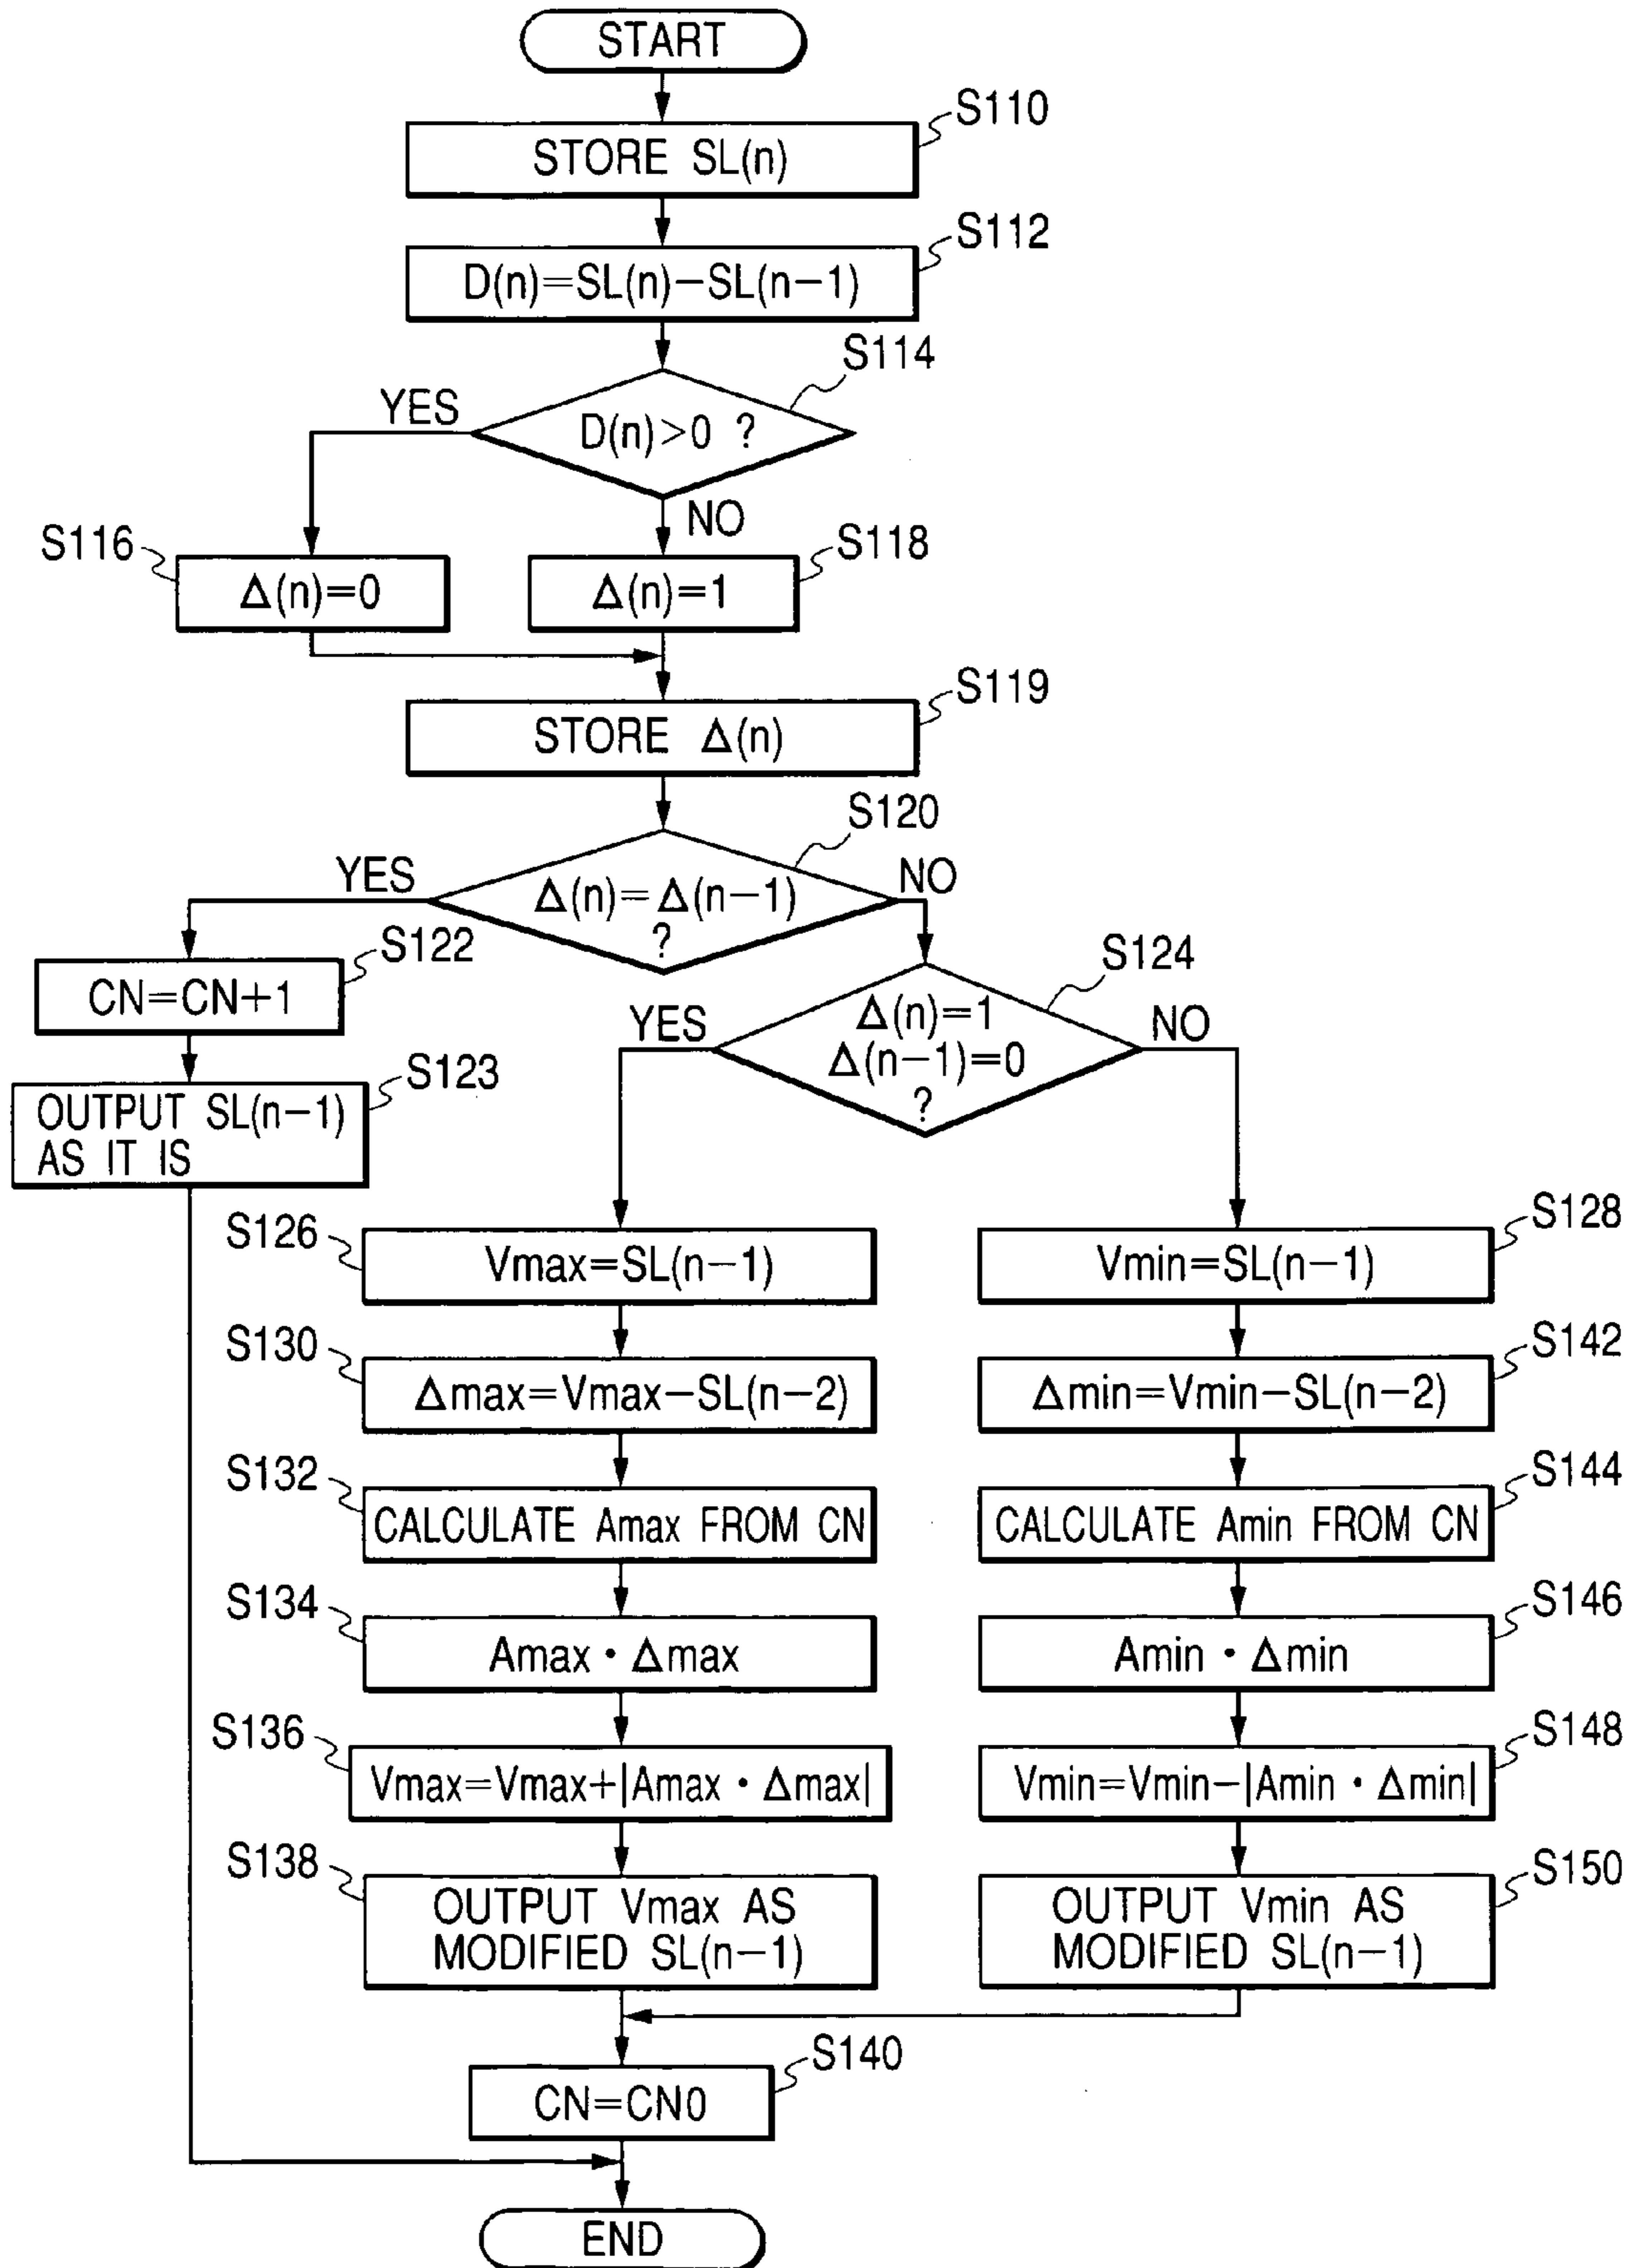 START
S110
STORE SL(n)
S112
D(n)=SL(n)−SL(n−1)
S114
YES
D(n)>0 ?
NO
S116
Δ(n)=0
S118
Δ(n)=1
S119
STORE Δ(n)
S120
YES
Δ(n)=Δ(n−1)
?
NO
S122
CN=CN+1
S123
OUTPUT SL(n−1)
AS IT IS
S124
YES
Δ(n)=1
Δ(n−1)=0
?
NO
S126
Vmax=SL(n−1)
S128
Vmin=SL(n−1)
S130
Δmax=Vmax−SL(n−2)
S142
Δmin=Vmin−SL(n−2)
S132
CALCULATE Amax FROM CN
S144
CALCULATE Amin FROM CN
S134
Amax・Δmax
S146
Amin・Δmin
S136
Vmax=Vmax+|Amax・Δmax|
S148
Vmin=Vmin−|Amin・Δmin|
S138
OUTPUT Vmax AS
MODIFIED SL(n−1)
S150
OUTPUT Vmin AS
MODIFIED SL(n−1)
S140
CN=CN0
END